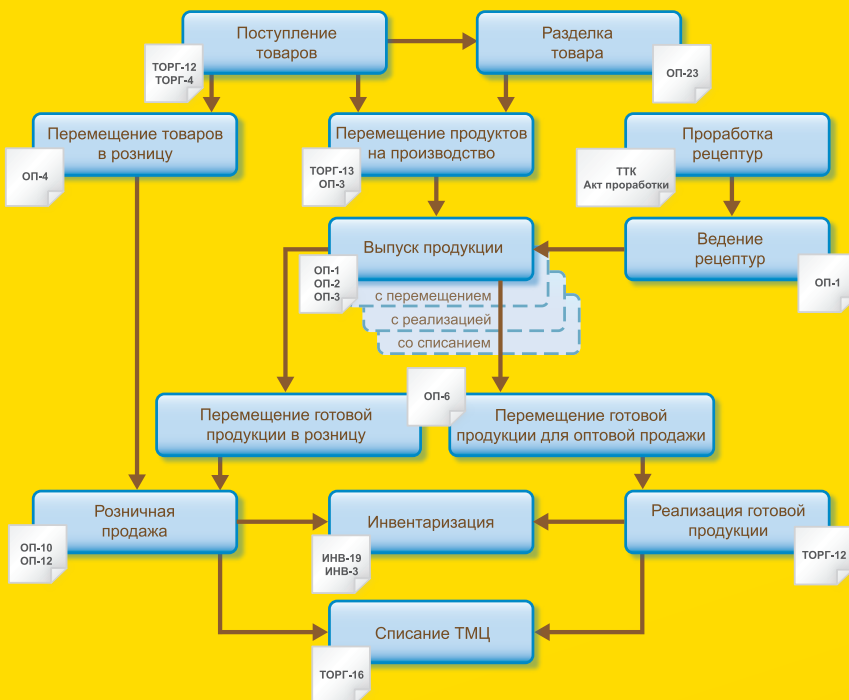 Поступление
товаров
Разделка
товара
ТОРГ-12
ТОРГ-4
ОП-23
Перемещение товаров
в розницу
Перемещение продуктов
на производство
Проработка
рецептур
ОП-4
ТОРГ-13
ОП-3
ТТК
Акт проработки
Выпуск продукции
Ведение
рецептур
ОП-1
ОП-2
ОП-3
ОП-1
с перемещением
с реализацией
со списанием
ОП-6
Перемещение готовой
продукции в розницу
Перемещение готовой
продукции для оптовой продажи
Розничная
продажа
Инвентаризация
Реализация готовой
продукции
ОП-10
ОП-12
ИНВ-19
ИНВ-3
ТОРГ-12
Списание ТМЦ
ТОРГ-16